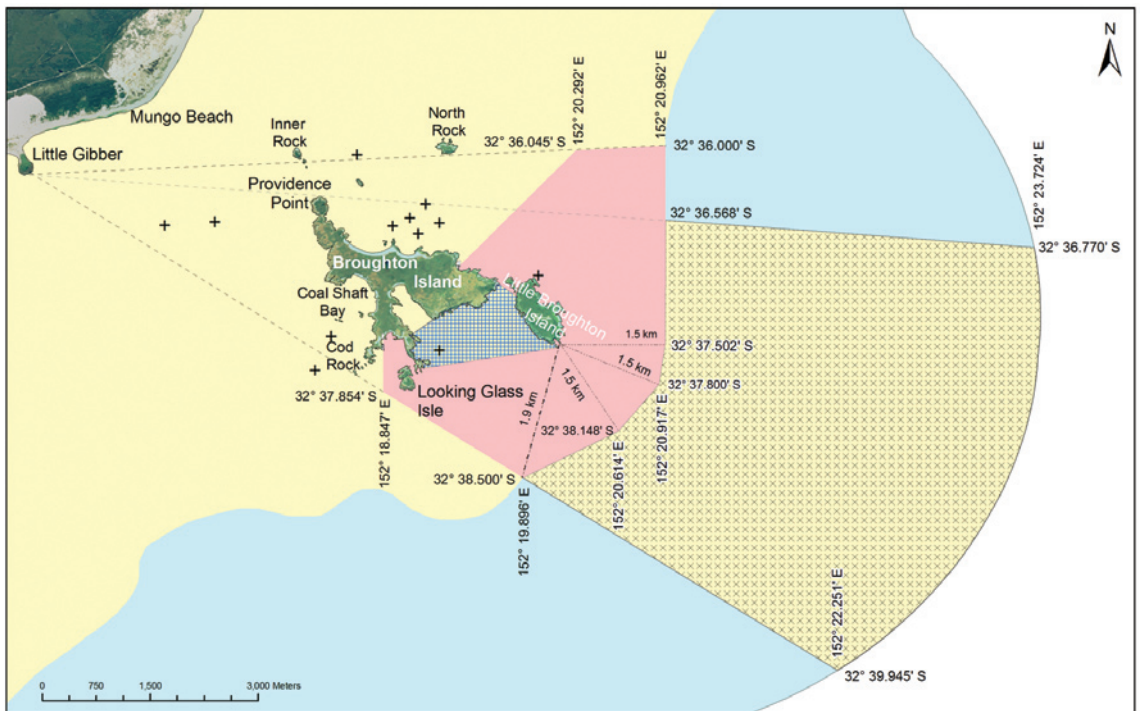 N
152° 20.292' E
152° 20.962' E
152° 23.724' E
Mungo Beach
Inner
Rock
North
Rock
32° 36.045' S
32° 36.000' S
Little Gibber
Providence
Point
32° 36.568' S
32° 36.770' S
Broughton
Island
Little Broughton
Island
Coal Shaft
Bay
Cod
Rock
1.5 km
32° 37.502' S
1.5 km
32° 37.800' S
1.5 km
1.9 km
32° 37.854' S
Looking Glass
Isle
32° 38.148' S
152° 18.847' E
152° 20.917' E
152° 20.614' E
32° 38.500' S
152° 19.896' E
152° 22.251' E
32° 39.945' S
0 750 1,500 3,000 Meters